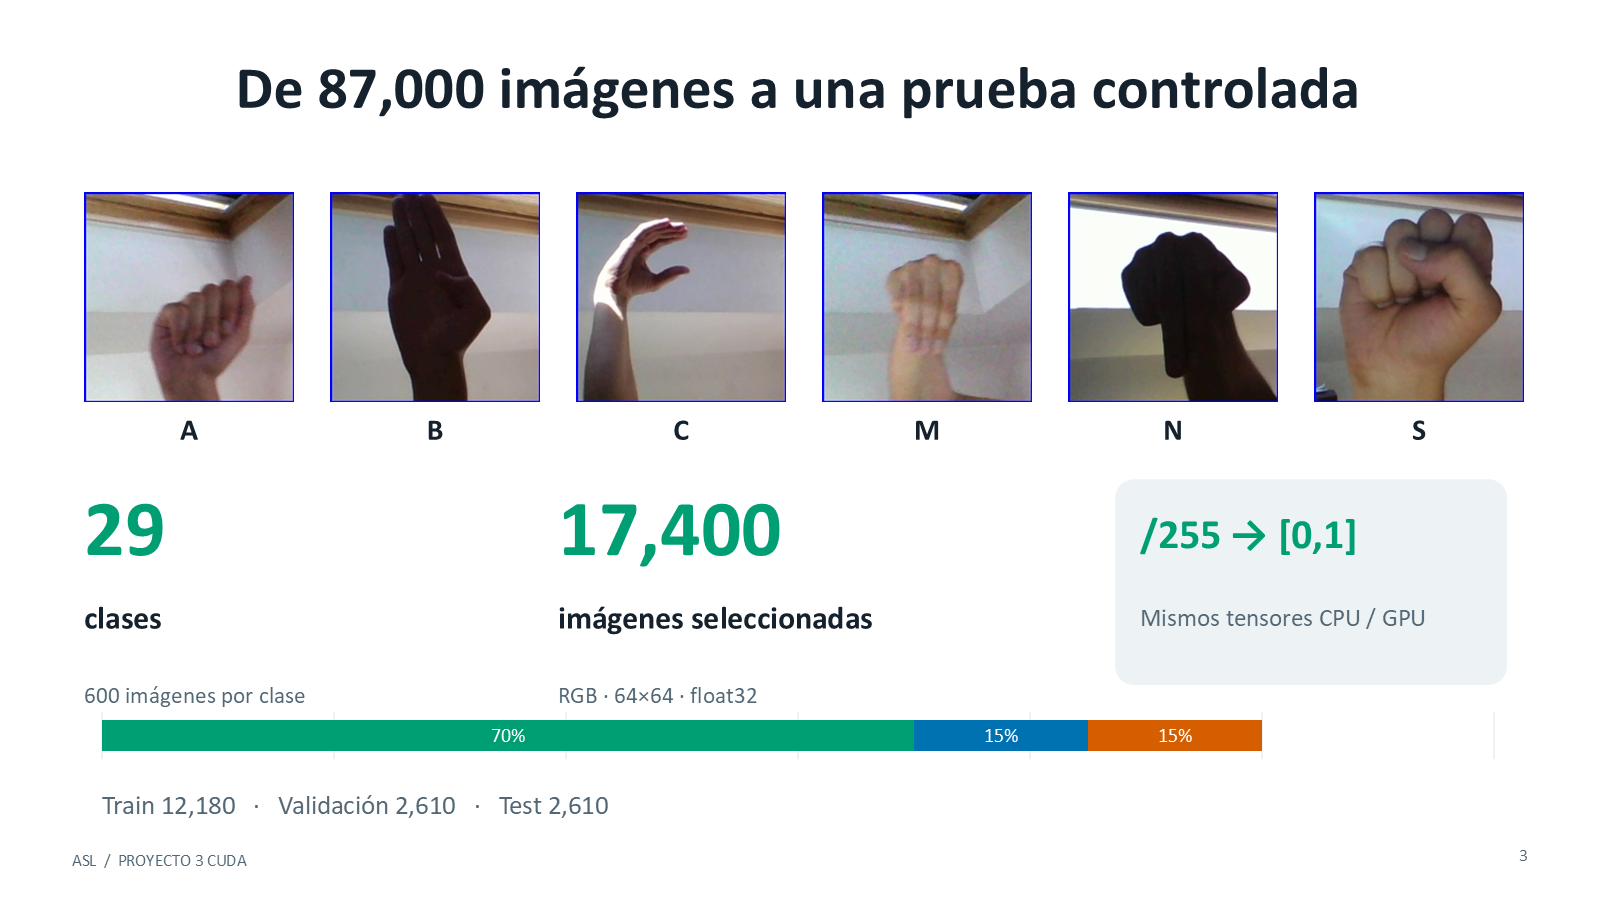 De 87,000 imágenes a una prueba controlada
A
B
C
M
N
S
29
clases
600 imágenes por clase
17,400
imágenes seleccionadas
RGB · 64×64 · float32
/255 → [0,1]
Mismos tensores CPU / GPU
70%
15%
15%
Train 12,180 · Validación 2,610 · Test 2,610
ASL / PROYECTO 3 CUDA
3